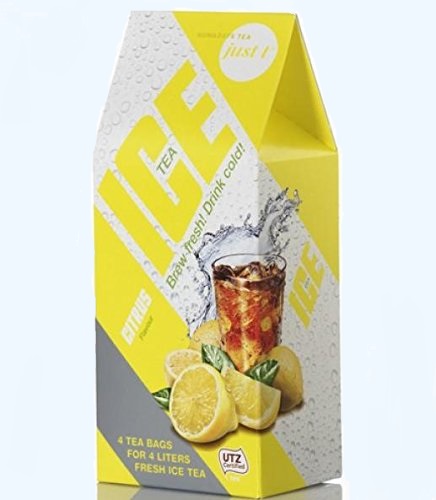 TEA
just T
ICE
TEA
Brew fresh! Drink cold!
CITRUS
Flavour
ICE
4 TEA BAGS
FOR 4 LITERS
FRESH ICE TEA
UTZ
Certified